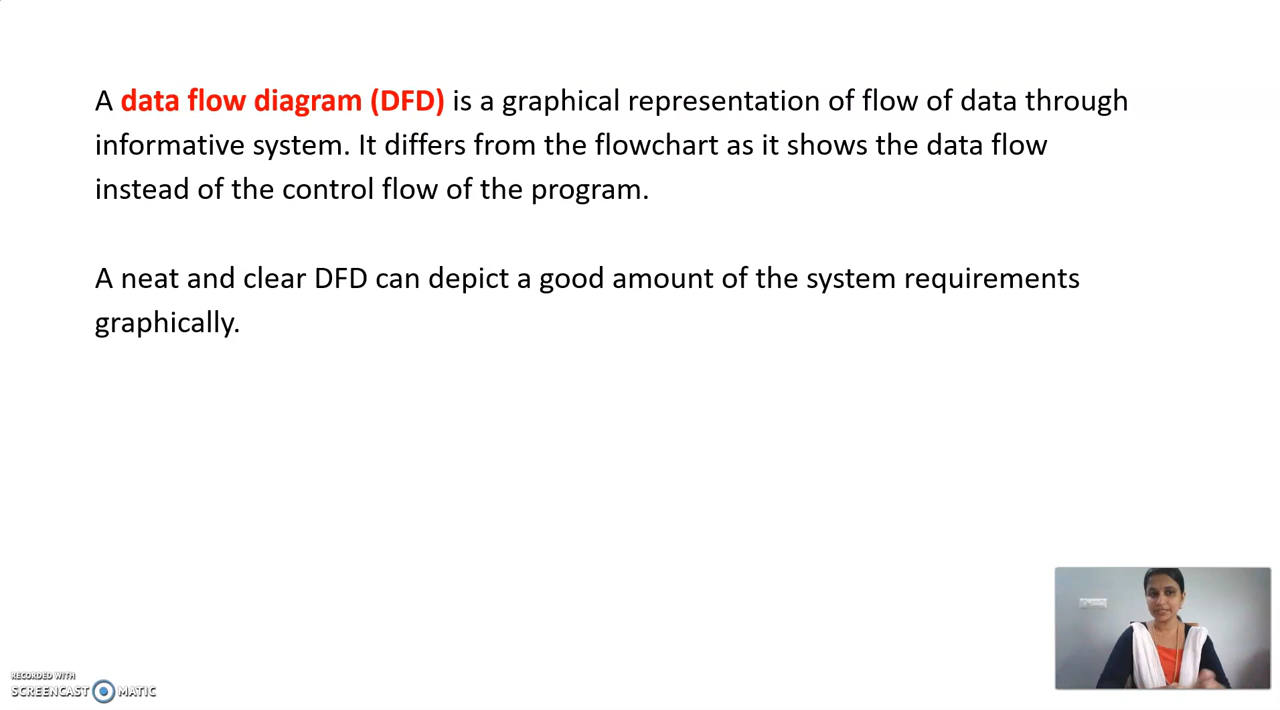 A data flow diagram (DFD) is a graphical representation of flow of data through
informative system. It differs from the flowchart as it shows the data flow
instead of the control flow of the program.
A neat and clear DFD can depict a good amount of the system requirements
graphically.
RECORDED WITH
SCREENCAST MATIC